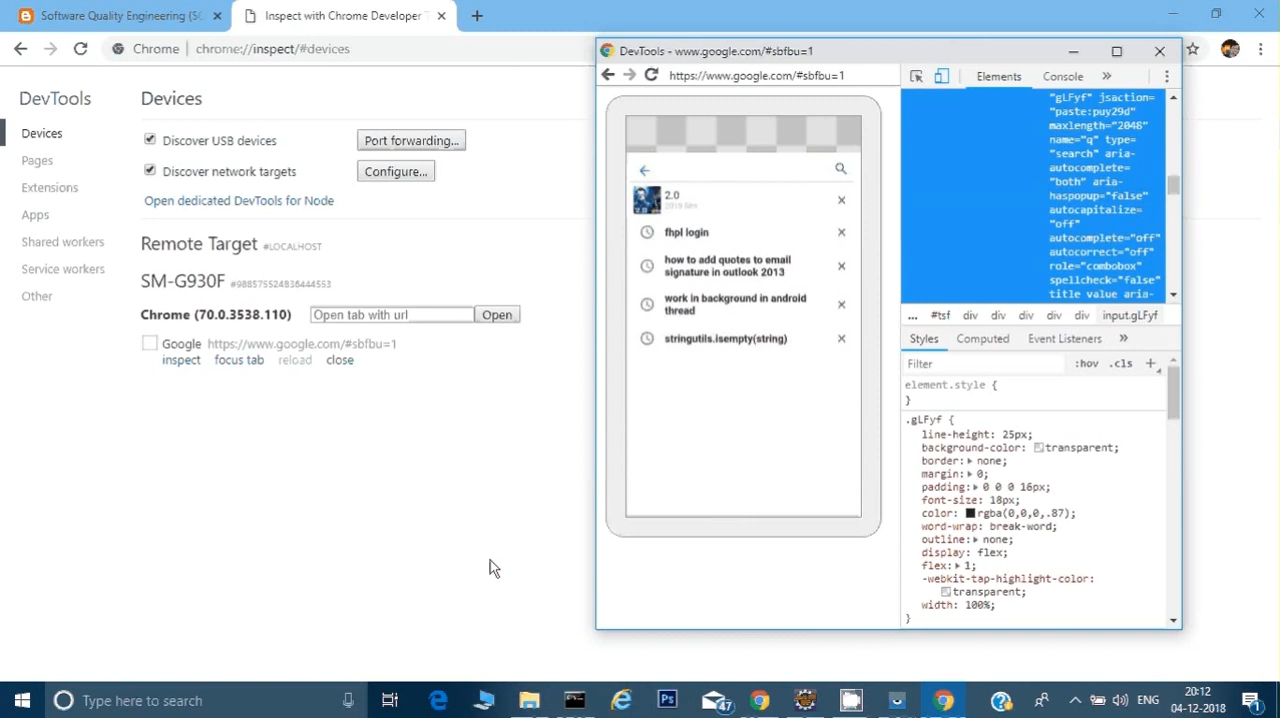 Software Quality Engineering (SC
Inspect with Chrome Developer T
Chrome
chrome://inspect/#devices
DevTools
Devices
Pages
Extensions
Apps
Shared workers
Service workers
Other
Devices
Discover USB devices
Port forwarding...
Discover network targets
Configure...
Open dedicated DevTools for Node
Remote Target #LOCALHOST
SM-G930F #988575524836444553
Chrome (70.0.3538.110)
Open tab with url
Open
Google https://www.google.com/#sbfbu=1
inspect focus tab reload close
DevTools - www.google.com/#sbfbu=1
https://www.google.com/#sbfbu=1
Elements
Console
»
2.0
fhpl login
how to add quotes to email
signature in outlook 2013
work in background in android
thread
stringutils.isempty(string)
"gLFyf" jsaction=
"paste:puy29d"
maxlength="2048"
name="q" type=
"search" aria-
autocomplete=
"both" aria-
haspopup="false"
autocapitalize=
"off"
autocomplete="off"
autocorrect="off"
role="combobox"
spellcheck="false"
title value aria-
... #tsf div div div div input.gLFyf
Styles Computed Event Listeners »
Filter :hov .cls +
element.style {
}
.gLFyf {
line-height: 25px;
background-color: transparent;
border: none;
margin: 0;
padding: 0 0 0 16px;
font-size: 18px;
color: rgba(0,0,0,.87);
word-wrap: break-word;
outline: none;
display: flex;
flex: 1;
-webkit-tap-highlight-color:
transparent;
width: 100%;
}
Type here to search
47
ENG
20:12
04-12-2018
1